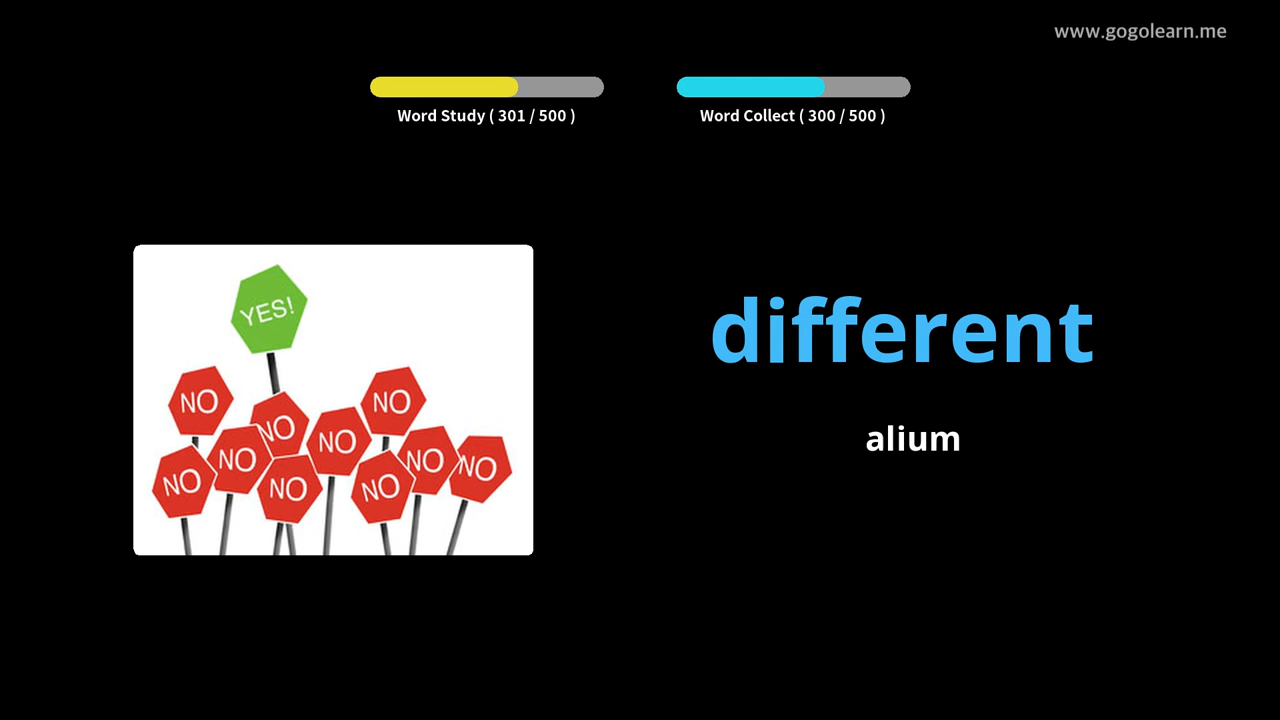 www.gogolearn.me
Word Study ( 301 / 500 )
Word Collect ( 300 / 500 )
YES!
NO
NO
NO
NO
NO
NO
NO
NO
NO
NO
different
alium